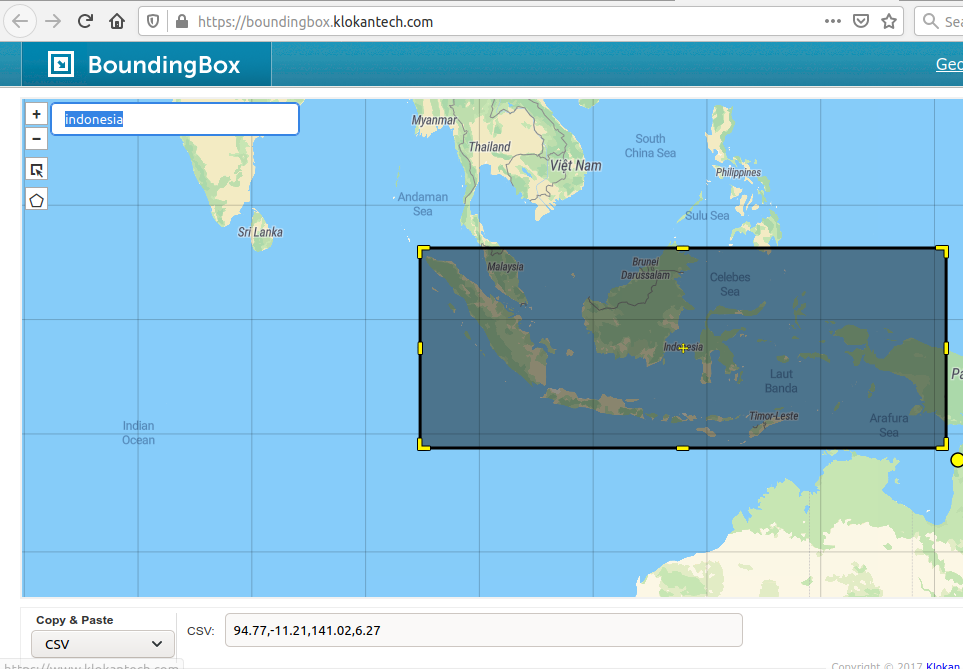 https://boundingbox.klokantech.com
Sea
BoundingBox
Geo
+
indonesia
−
Myanmar
Thailand
Việt Nam
South
China Sea
Philippines
Andaman
Sea
Sulu Sea
Sri Lanka
Malaysia
Brunei
Darussalam
Celebes
Sea
Indonesia
Laut
Banda
Pa
Timor-Leste
Arafura
Sea
Indian
Ocean
Copy & Paste
CSV
CSV:
94.77,-11.21,141.02,6.27
https://www.klokantech.com
Copyright © 2017 Klokan